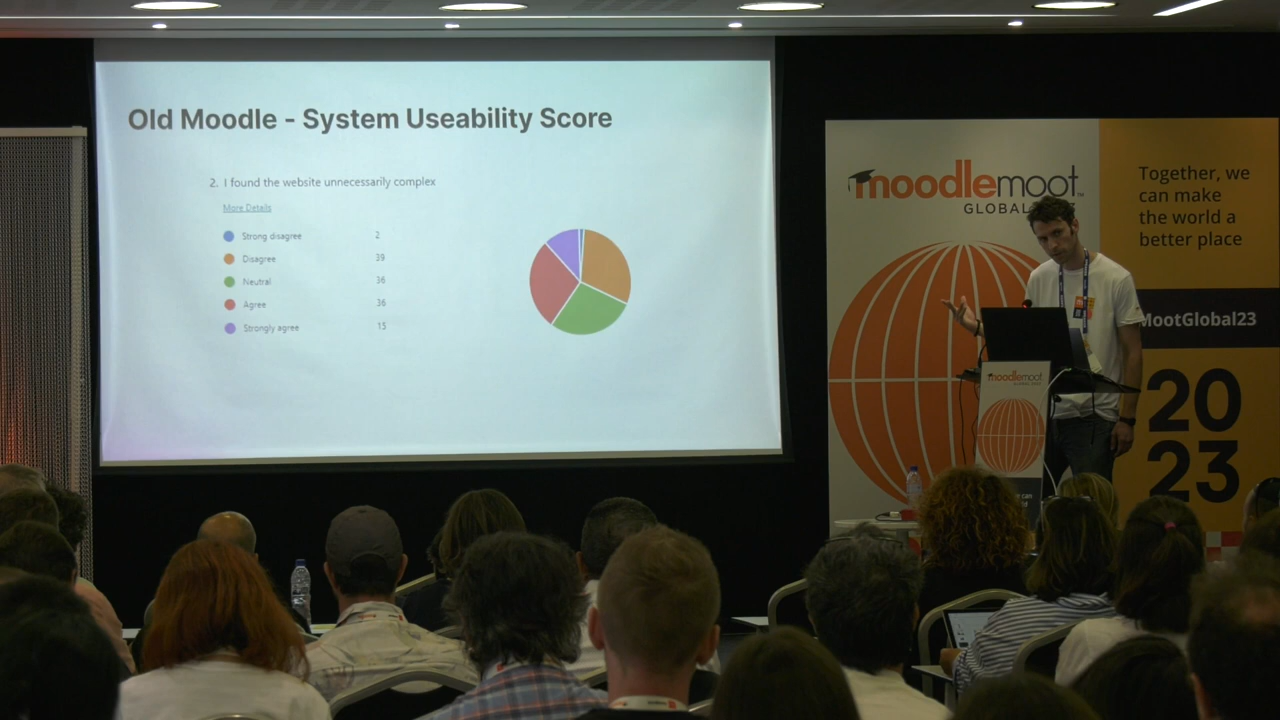 Old Moodle - System Useability Score
2. I found the website unnecessarily complex
More Details
Strong disagree 2
Disagree 39
Neutral 36
Agree 36
Strongly agree 15
moodlemoot™
GLOBAL
Together, we
can make
the world a
better place
MootGlobal23
20
23
moodlemoot